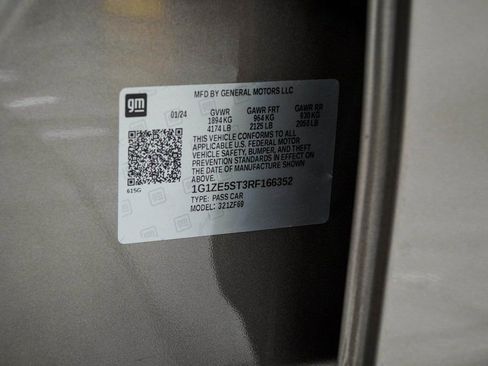 gm
MFD BY GENERAL MOTORS LLC
01/24 GVWR GAWR FRT GAWR RR
1894 KG 964 KG 930 KG
4174 LB 2125 LB 2050 LB
THIS VEHICLE CONFORMS TO ALL
APPLICABLE U.S. FEDERAL MOTOR
VEHICLE SAFETY, BUMPER, AND THEFT
PREVENTION STANDARDS IN EFFECT ON
THE DATE OF MANUFACTURE SHOWN
ABOVE.
1G1ZE5ST3RF166352
TYPE: PASS CAR
MODEL: 321ZF69
615G